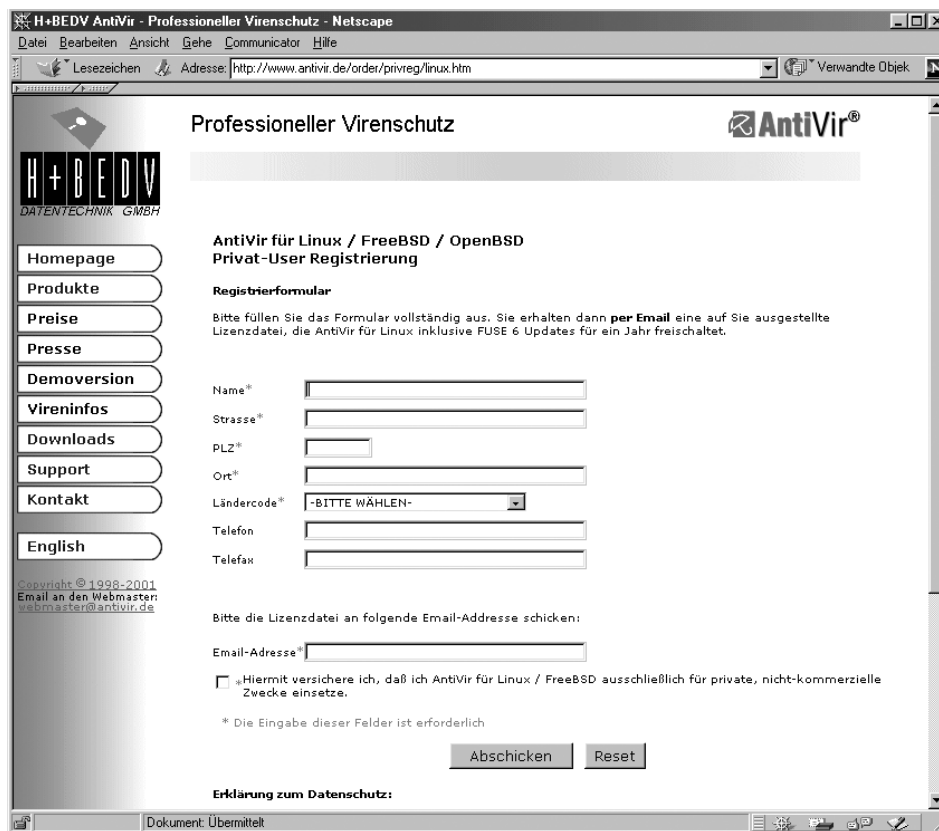 H+BEDV AntiVir - Professioneller Virenschutz - Netscape
Datei Bearbeiten Ansicht Gehe Communicator Hilfe
Lesezeichen Adresse: http://www.antivir.de/order/privreg/linux.htm Verwandte Objek
N
H+BEDV
DATENTECHNIK GMBH
Professioneller Virenschutz
AntiVir®
Homepage
Produkte
Preise
Presse
Demoversion
Vireninfos
Downloads
Support
Kontakt
English
Copyright © 1998-2001
Email an den Webmaster:
webmaster@antivir.de
AntiVir für Linux / FreeBSD / OpenBSD
Privat-User Registrierung
Registrierformular
Bitte füllen Sie das Formular vollständig aus. Sie erhalten dann per Email eine auf Sie ausgestellte
Lizenzdatei, die AntiVir für Linux inklusive FUSE 6 Updates für ein Jahr freischaltet.
Name*
Strasse*
PLZ*
Ort*
Ländercode* -BITTE WÄHLEN-
Telefon
Telefax
Bitte die Lizenzdatei an folgende Email-Addresse schicken:
Email-Adresse*
*Hiermit versichere ich, daß ich AntiVir für Linux / FreeBSD ausschließlich für private, nicht-kommerzielle
Zwecke einsetze.
* Die Eingabe dieser Felder ist erforderlich
Abschicken Reset
Erklärung zum Datenschutz:
Dokument: Übermittelt